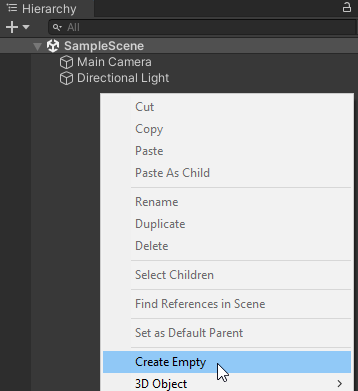 Hierarchy
All
SampleScene
Main Camera
Directional Light
Cut
Copy
Paste
Paste As Child
Rename
Duplicate
Delete
Select Children
Find References in Scene
Set as Default Parent
Create Empty
3D Object